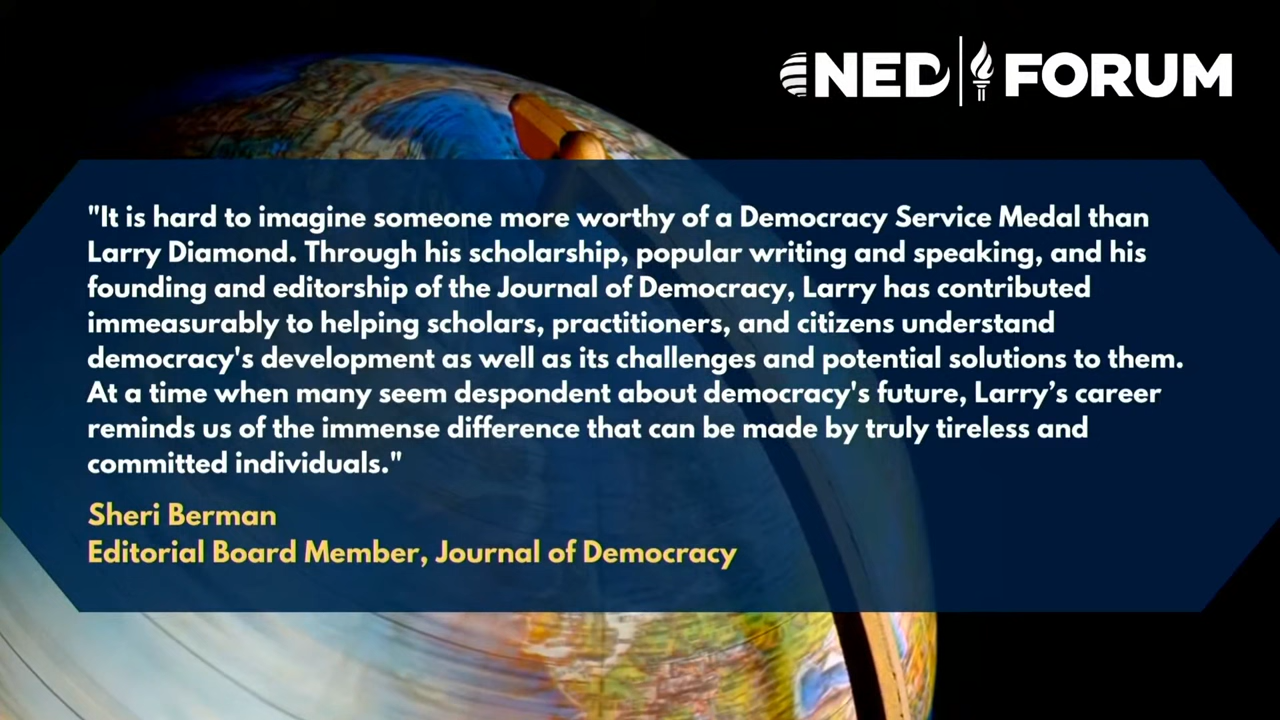 NED | FORUM
"It is hard to imagine someone more worthy of a Democracy Service Medal than
Larry Diamond. Through his scholarship, popular writing and speaking, and his
founding and editorship of the Journal of Democracy, Larry has contributed
immeasurably to helping scholars, practitioners, and citizens understand
democracy's development as well as its challenges and potential solutions to them.
At a time when many seem despondent about democracy's future, Larry’s career
reminds us of the immense difference that can be made by truly tireless and
committed individuals."
Sheri Berman
Editorial Board Member, Journal of Democracy